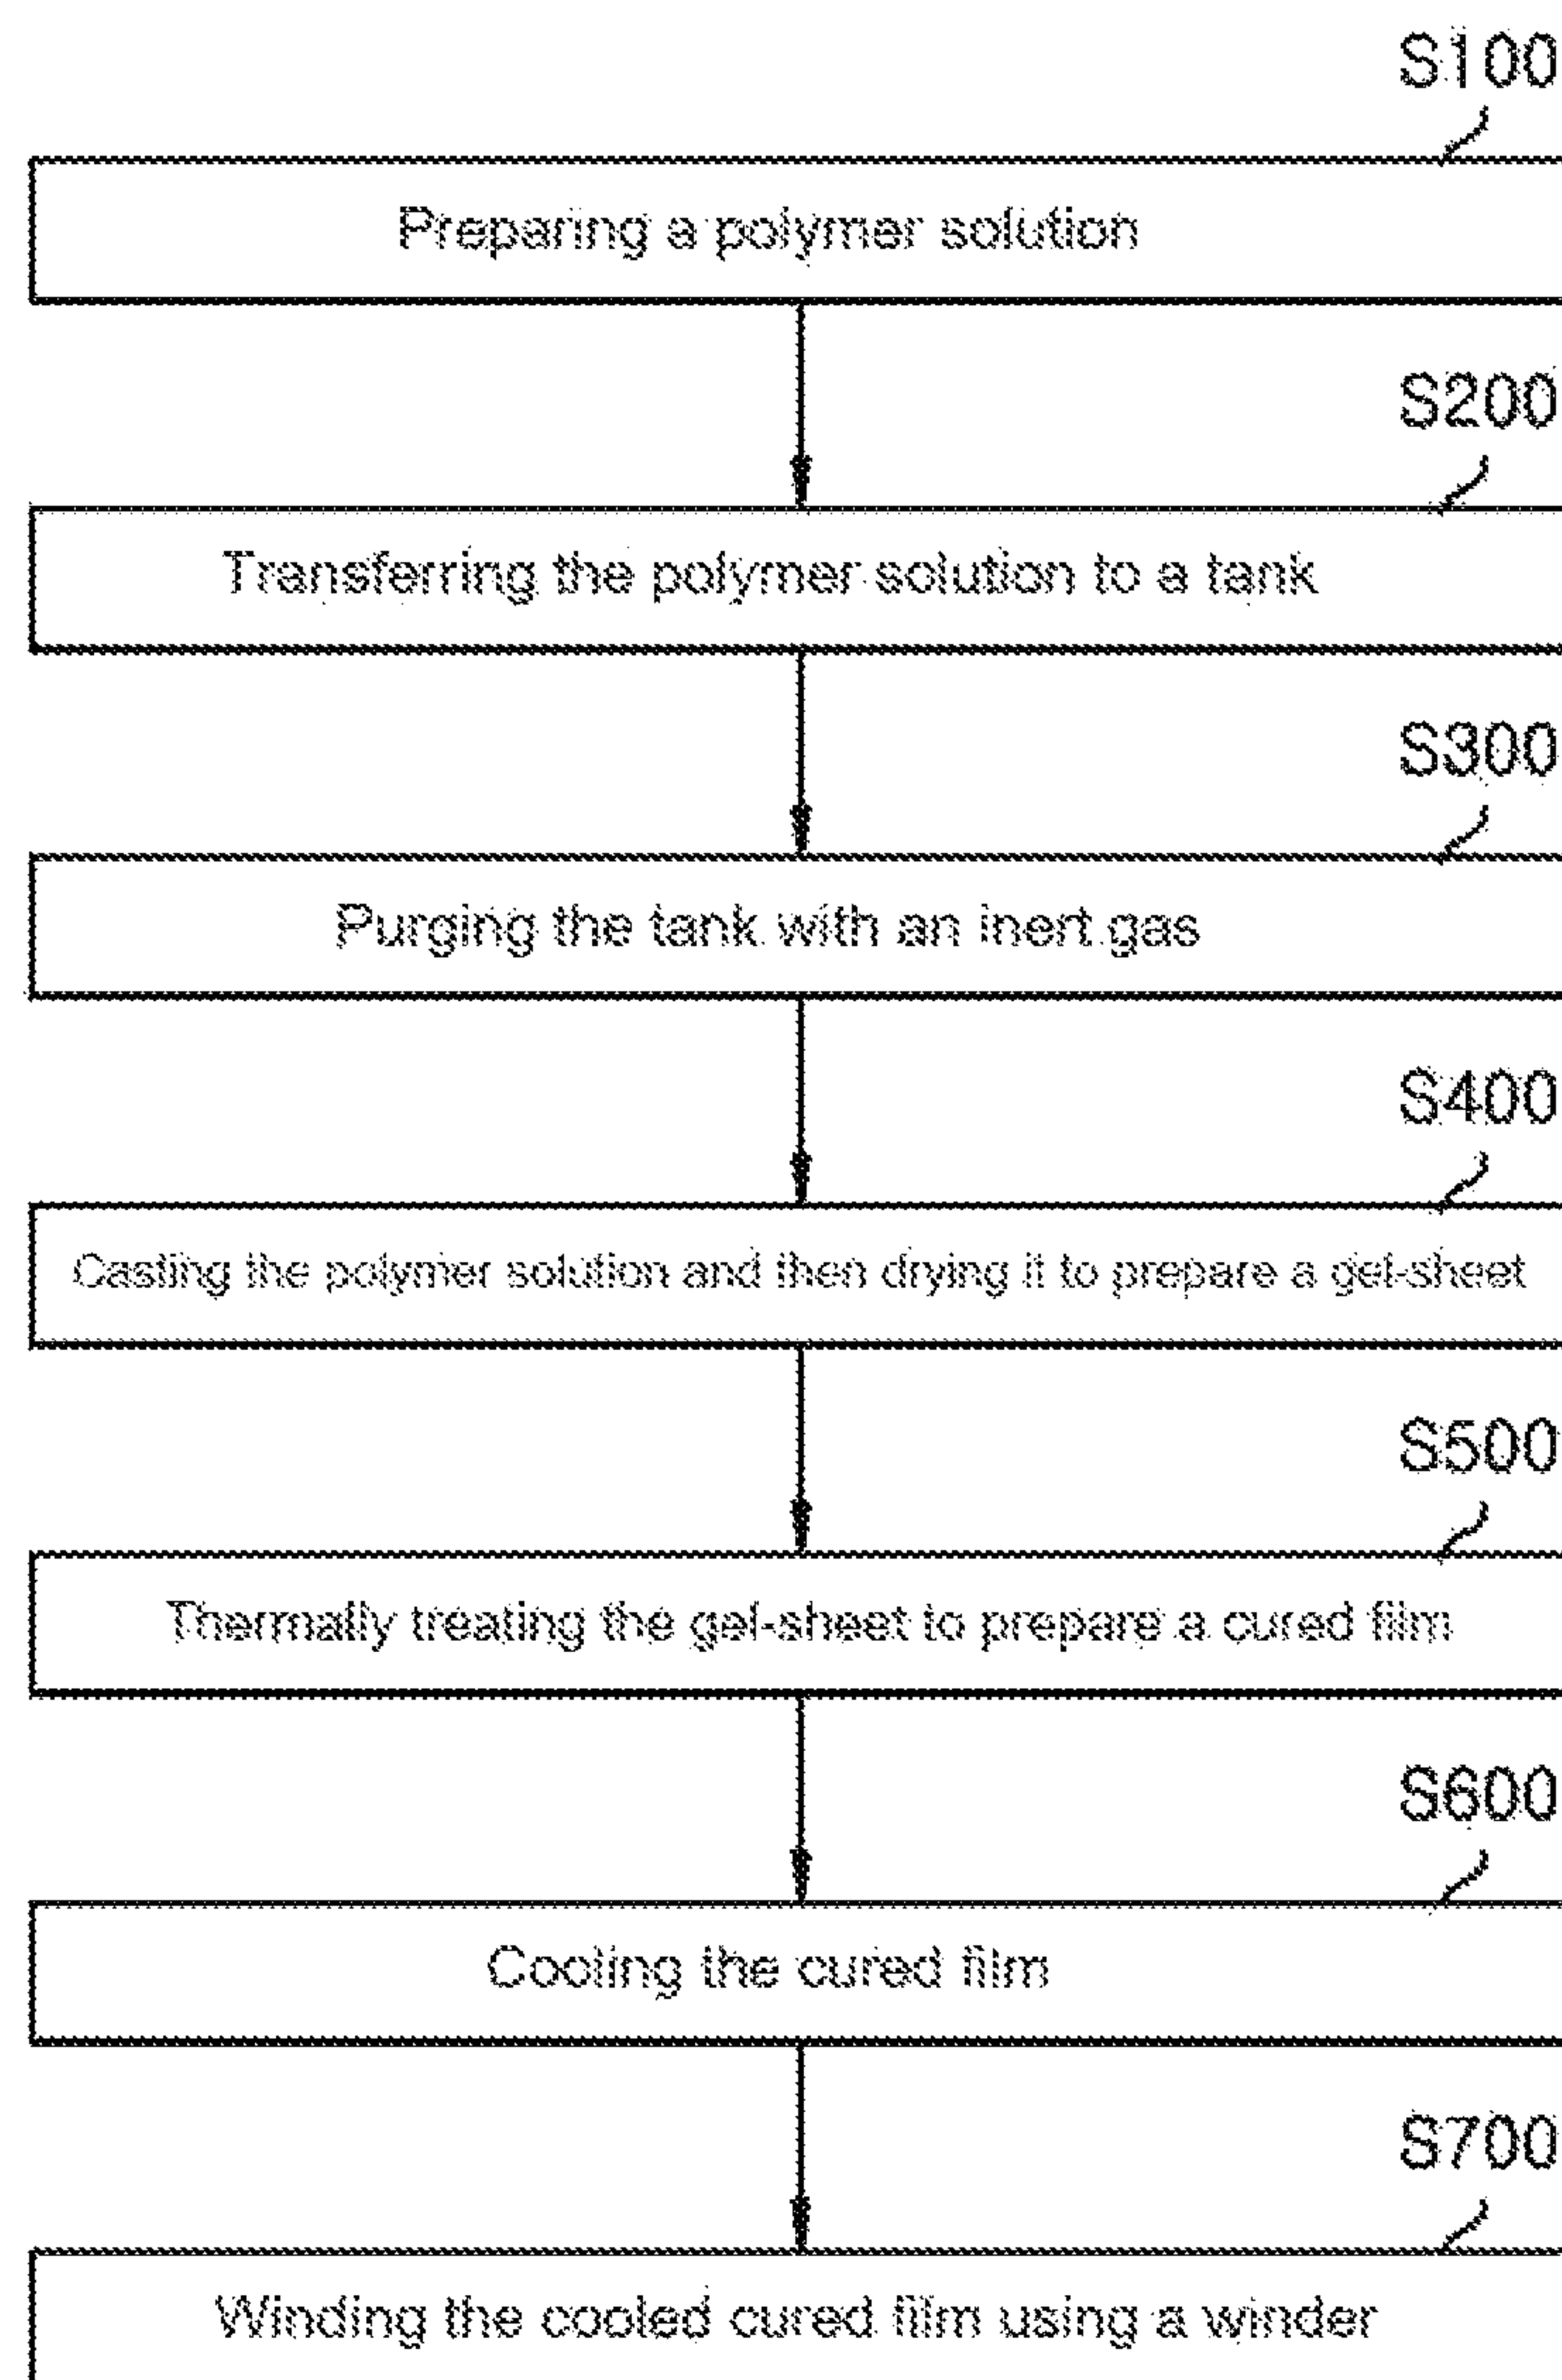 S100
Preparing a polymer solution
S200
Transferring the polymer solution to a tank
S300
Purging the tank with an inert gas
S400
Casting the polymer solution and then drying it to prepare a gel-sheet
S500
Thermally treating the gel-sheet to prepare a cured film
S600
Cooling the cured film
S700
Winding the cooled cured film using a winder